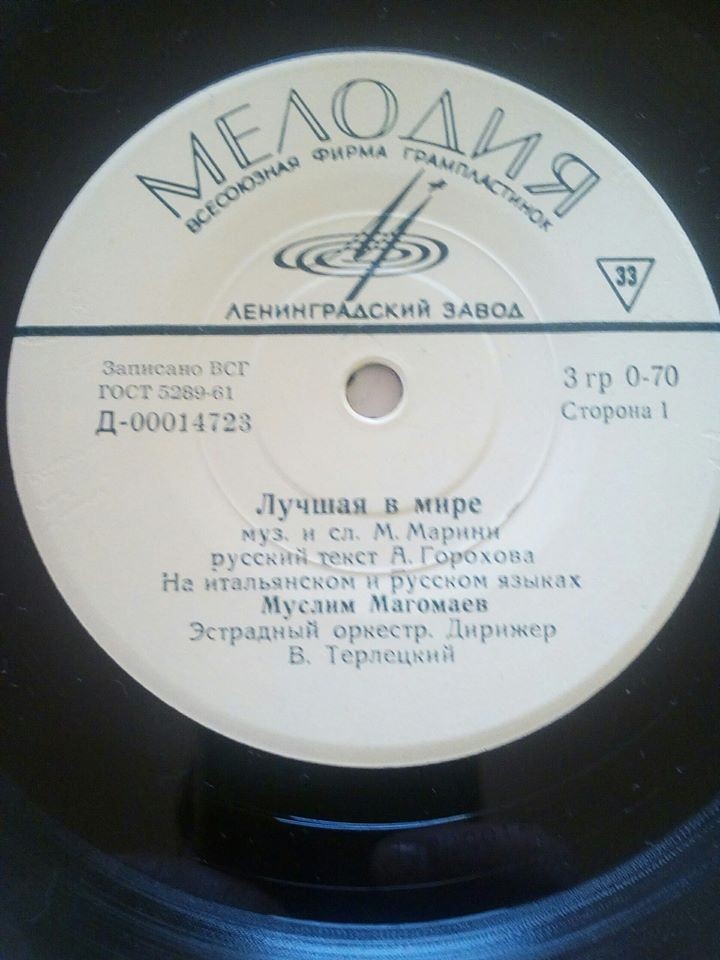 МЕЛОДИЯ
ВСЕСОЮЗНАЯ ФИРМА ГРАМПЛАСТИНОК
33
ЛЕНИНГРАДСКИЙ ЗАВОД
Записано ВСГ
ГОСТ 5289-61
Д-00014723
3 гр 0-70
Сторона 1
Лучшая в мире
муз. и сл. М. Марини
русский текст А. Горохова
На итальянском и русском языках
Муслим Магомаев
Эстрадный оркестр. Дирижер
В. Терлецкий